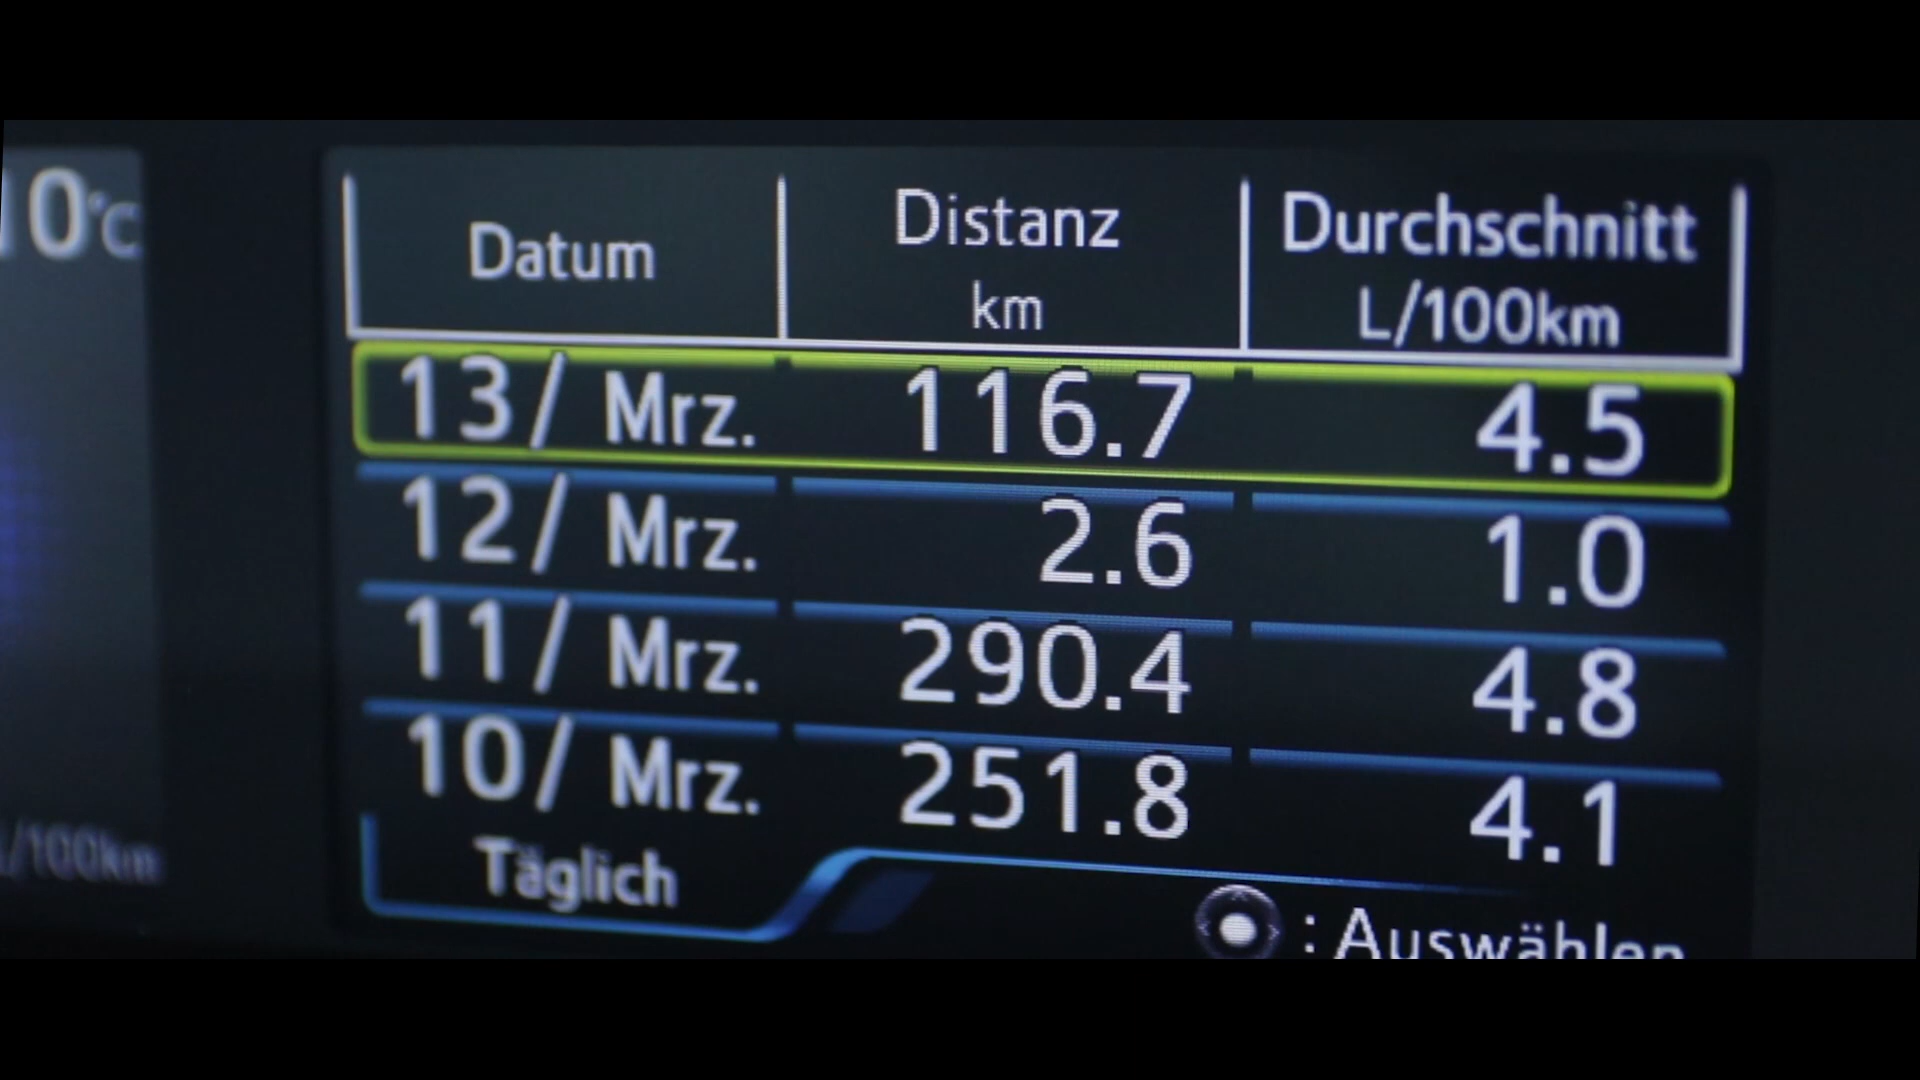 10°C
Datum
Distanz
km
Durchschnitt
L/100km
13/ Mrz. 116.7 4.5
12/ Mrz. 2.6 1.0
11/ Mrz. 290.4 4.8
10/ Mrz. 251.8 4.1
L/100km
Täglich
: Auswählen